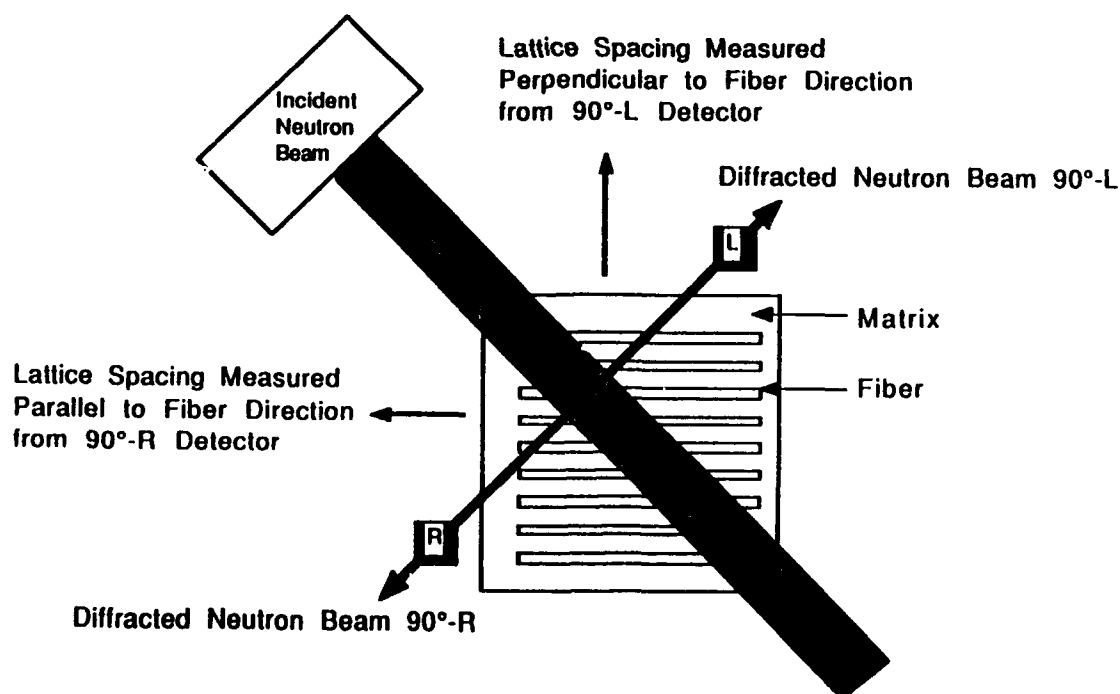 Lattice Spacing Measured
Perpendicular to Fiber Direction
from 90°-L Detector
Incident
Neutron
Beam
Diffracted Neutron Beam 90°-L
L
Matrix
Fiber
Lattice Spacing Measured
Parallel to Fiber Direction
from 90°-R Detector
R
Diffracted Neutron Beam 90°-R